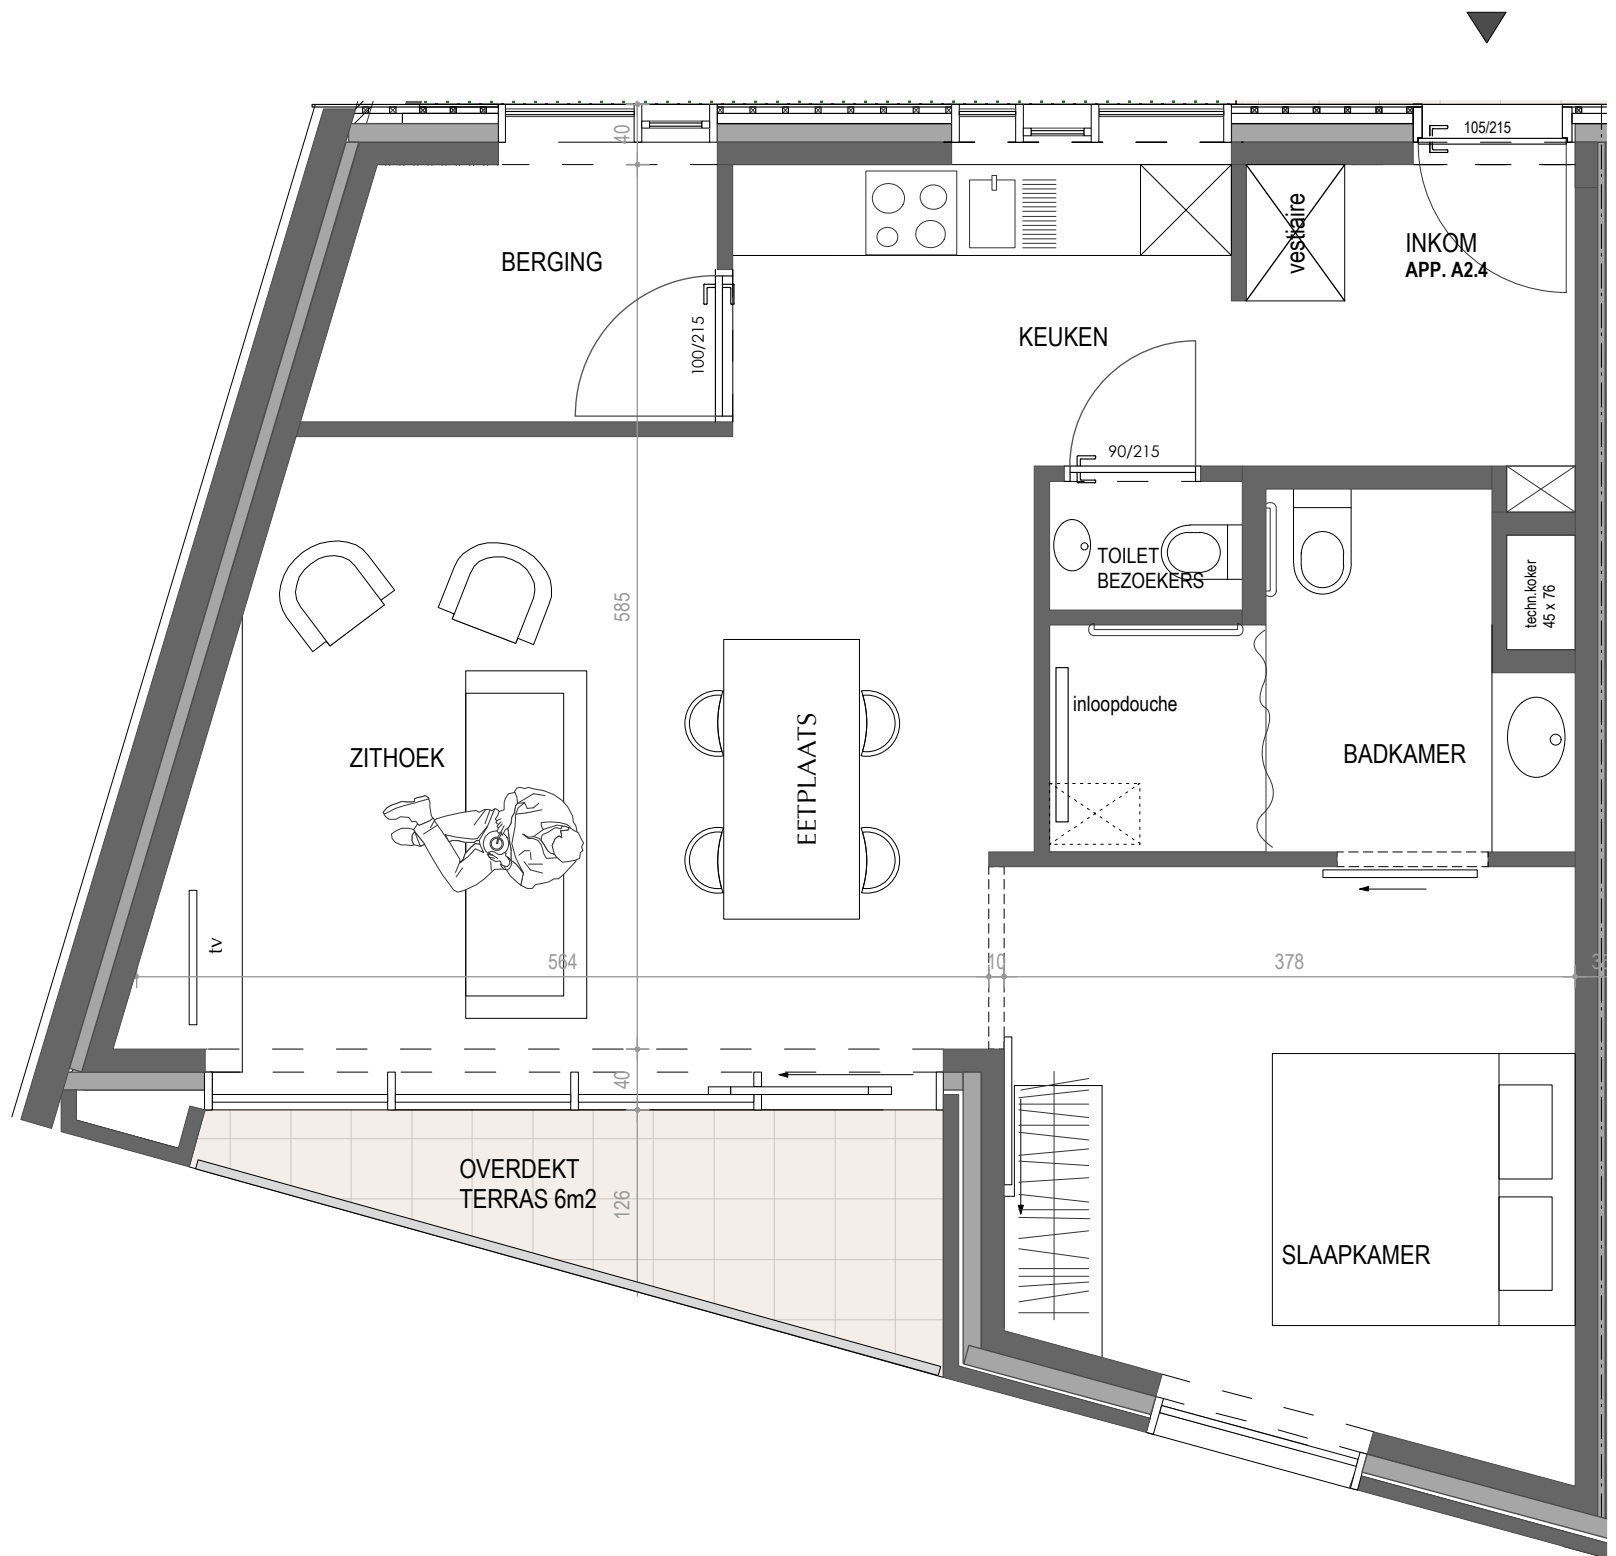 105/215
40
vestiaire
INKOM
APP. A2.4
BERGING
100/215
KEUKEN
90/215
TOILET
BEZOEKERS
techn.koker
45 x 76
585
inloopdouche
ZITHOEK
EETPLAATS
BADKAMER
tv
564
10
378
40
OVERDEKT
TERRAS 6m2
126
SLAAPKAMER